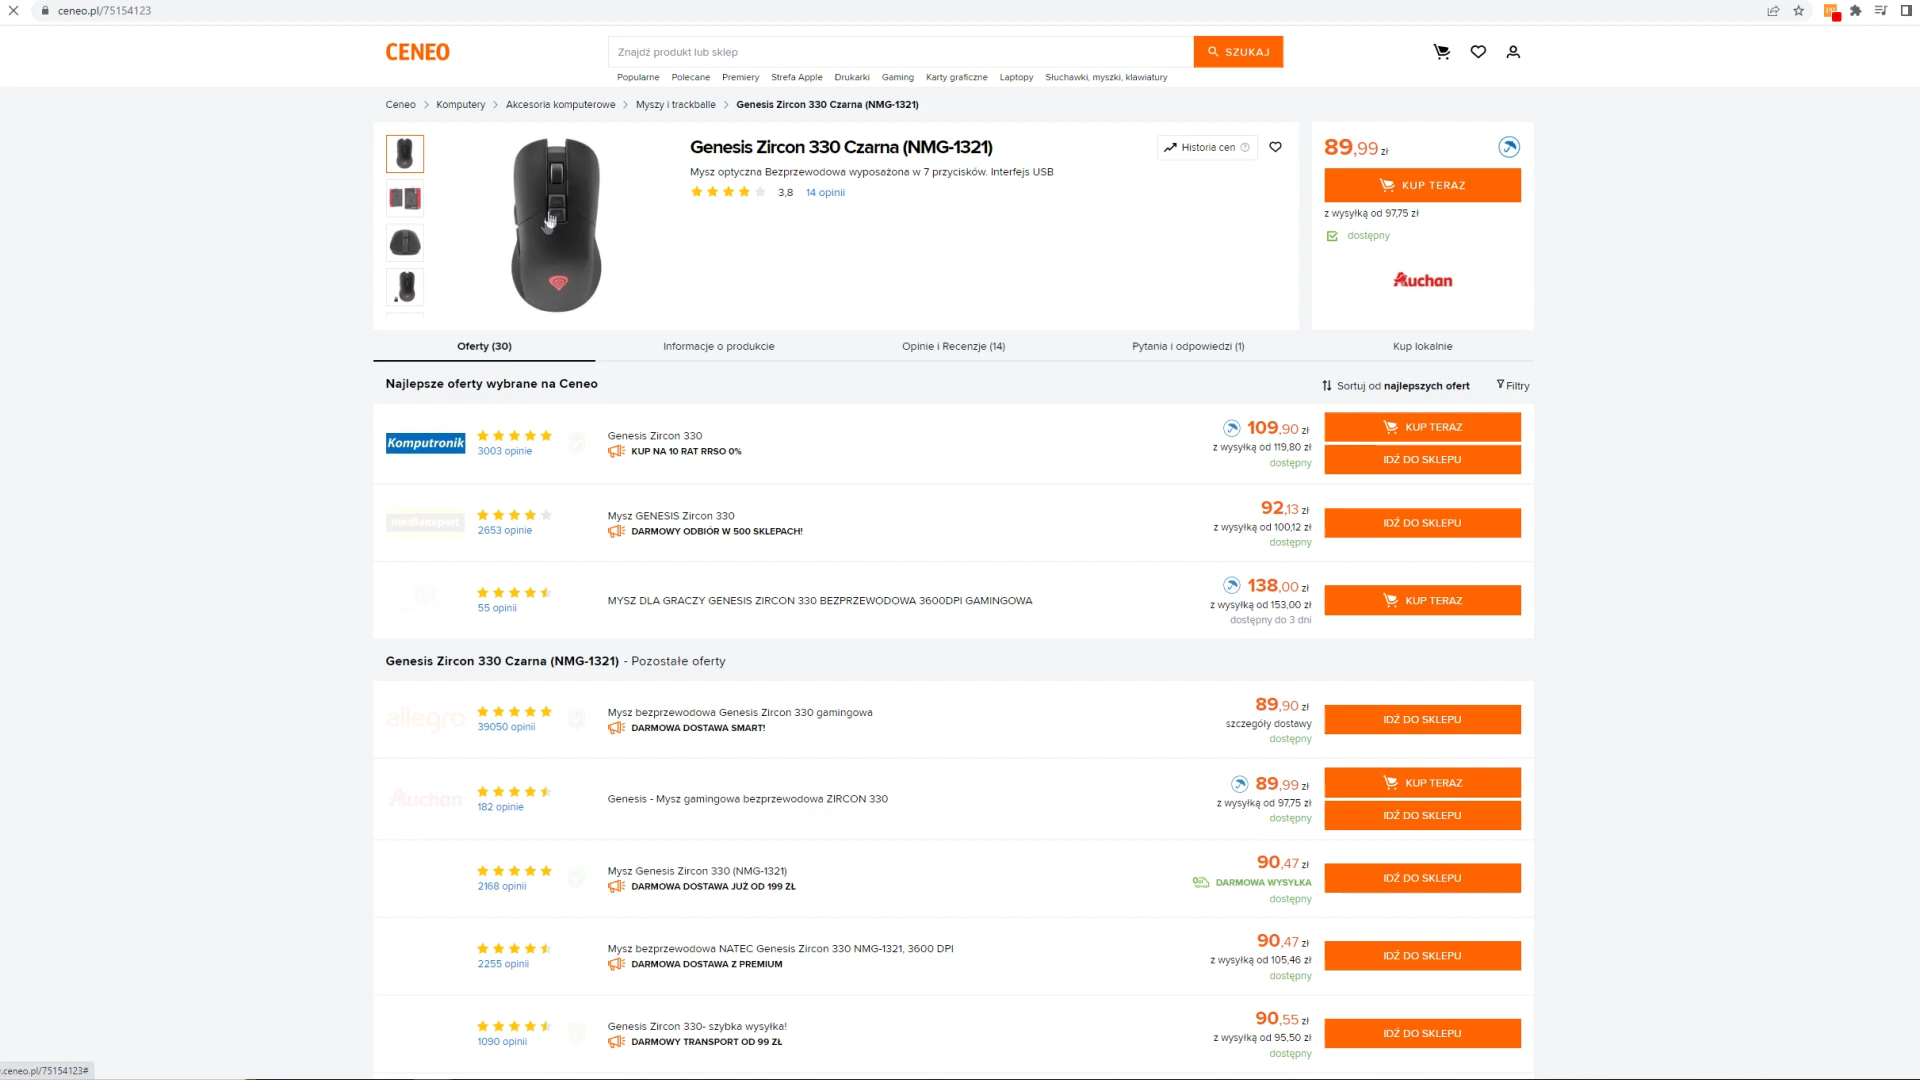 ceneo.pl/75154123
CENEO
Znajdź produkt lub sklep
SZUKAJ
Popularne Polecane Premiery Strefa Apple Drukarki Gaming Karty graficzne Laptopy Słuchawki, myszki, klawiatury
Ceneo > Komputery > Akcesoria komputerowe > Myszy i trackballe > Genesis Zircon 330 Czarna (NMG-1321)
Genesis Zircon 330 Czarna (NMG-1321)
Historia cen
Mysz optyczna Bezprzewodowa wyposażona w 7 przycisków. Interfejs USB
3,8 14 opinii
89,99 zł
KUP TERAZ
z wysyłką od 97,75 zł
dostępny
Auchan
Oferty (30) Informacje o produkcie Opinie i Recenzje (14) Pytania i odpowiedzi (1) Kup lokalnie
Najlepsze oferty wybrane na Ceneo
Sortuj od najlepszych ofert
Filtry
Komputronik
3003 opinie
Genesis Zircon 330
KUP NA 10 RAT RRSO 0%
109,90 zł
z wysyłką od 119,80 zł
dostępny
KUP TERAZ
IDŹ DO SKLEPU
mediaexpert
2653 opinie
Mysz GENESIS Zircon 330
DARMOWY ODBIÓR W 500 SKLEPACH!
92,13 zł
z wysyłką od 100,12 zł
dostępny
IDŹ DO SKLEPU
55 opinii
MYSZ DLA GRACZY GENESIS ZIRCON 330 BEZPRZEWODOWA 3600DPI GAMINGOWA
138,00 zł
z wysyłką od 153,00 zł
dostępny do 3 dni
KUP TERAZ
Genesis Zircon 330 Czarna (NMG-1321) - Pozostałe oferty
allegro
39050 opinii
Mysz bezprzewodowa Genesis Zircon 330 gamingowa
DARMOWA DOSTAWA SMART!
89,90 zł
szczegóły dostawy
dostępny
IDŹ DO SKLEPU
Auchan
182 opinie
Genesis - Mysz gamingowa bezprzewodowa ZIRCON 330
89,99 zł
z wysyłką od 97,75 zł
dostępny
KUP TERAZ
IDŹ DO SKLEPU
2168 opinii
Mysz Genesis Zircon 330 (NMG-1321)
DARMOWA DOSTAWA JUŻ OD 199 ZŁ
90,47 zł
DARMOWA WYSYŁKA
dostępny
IDŹ DO SKLEPU
2255 opinii
Mysz bezprzewodowa NATEC Genesis Zircon 330 NMG-1321, 3600 DPI
DARMOWA DOSTAWA Z PREMIUM
90,47 zł
z wysyłką od 105,46 zł
dostępny
IDŹ DO SKLEPU
1090 opinii
Genesis Zircon 330- szybka wysyłka!
DARMOWY TRANSPORT OD 99 ZŁ
90,55 zł
z wysyłką od 95,50 zł
dostępny
IDŹ DO SKLEPU
.ceneo.pl/75154123#